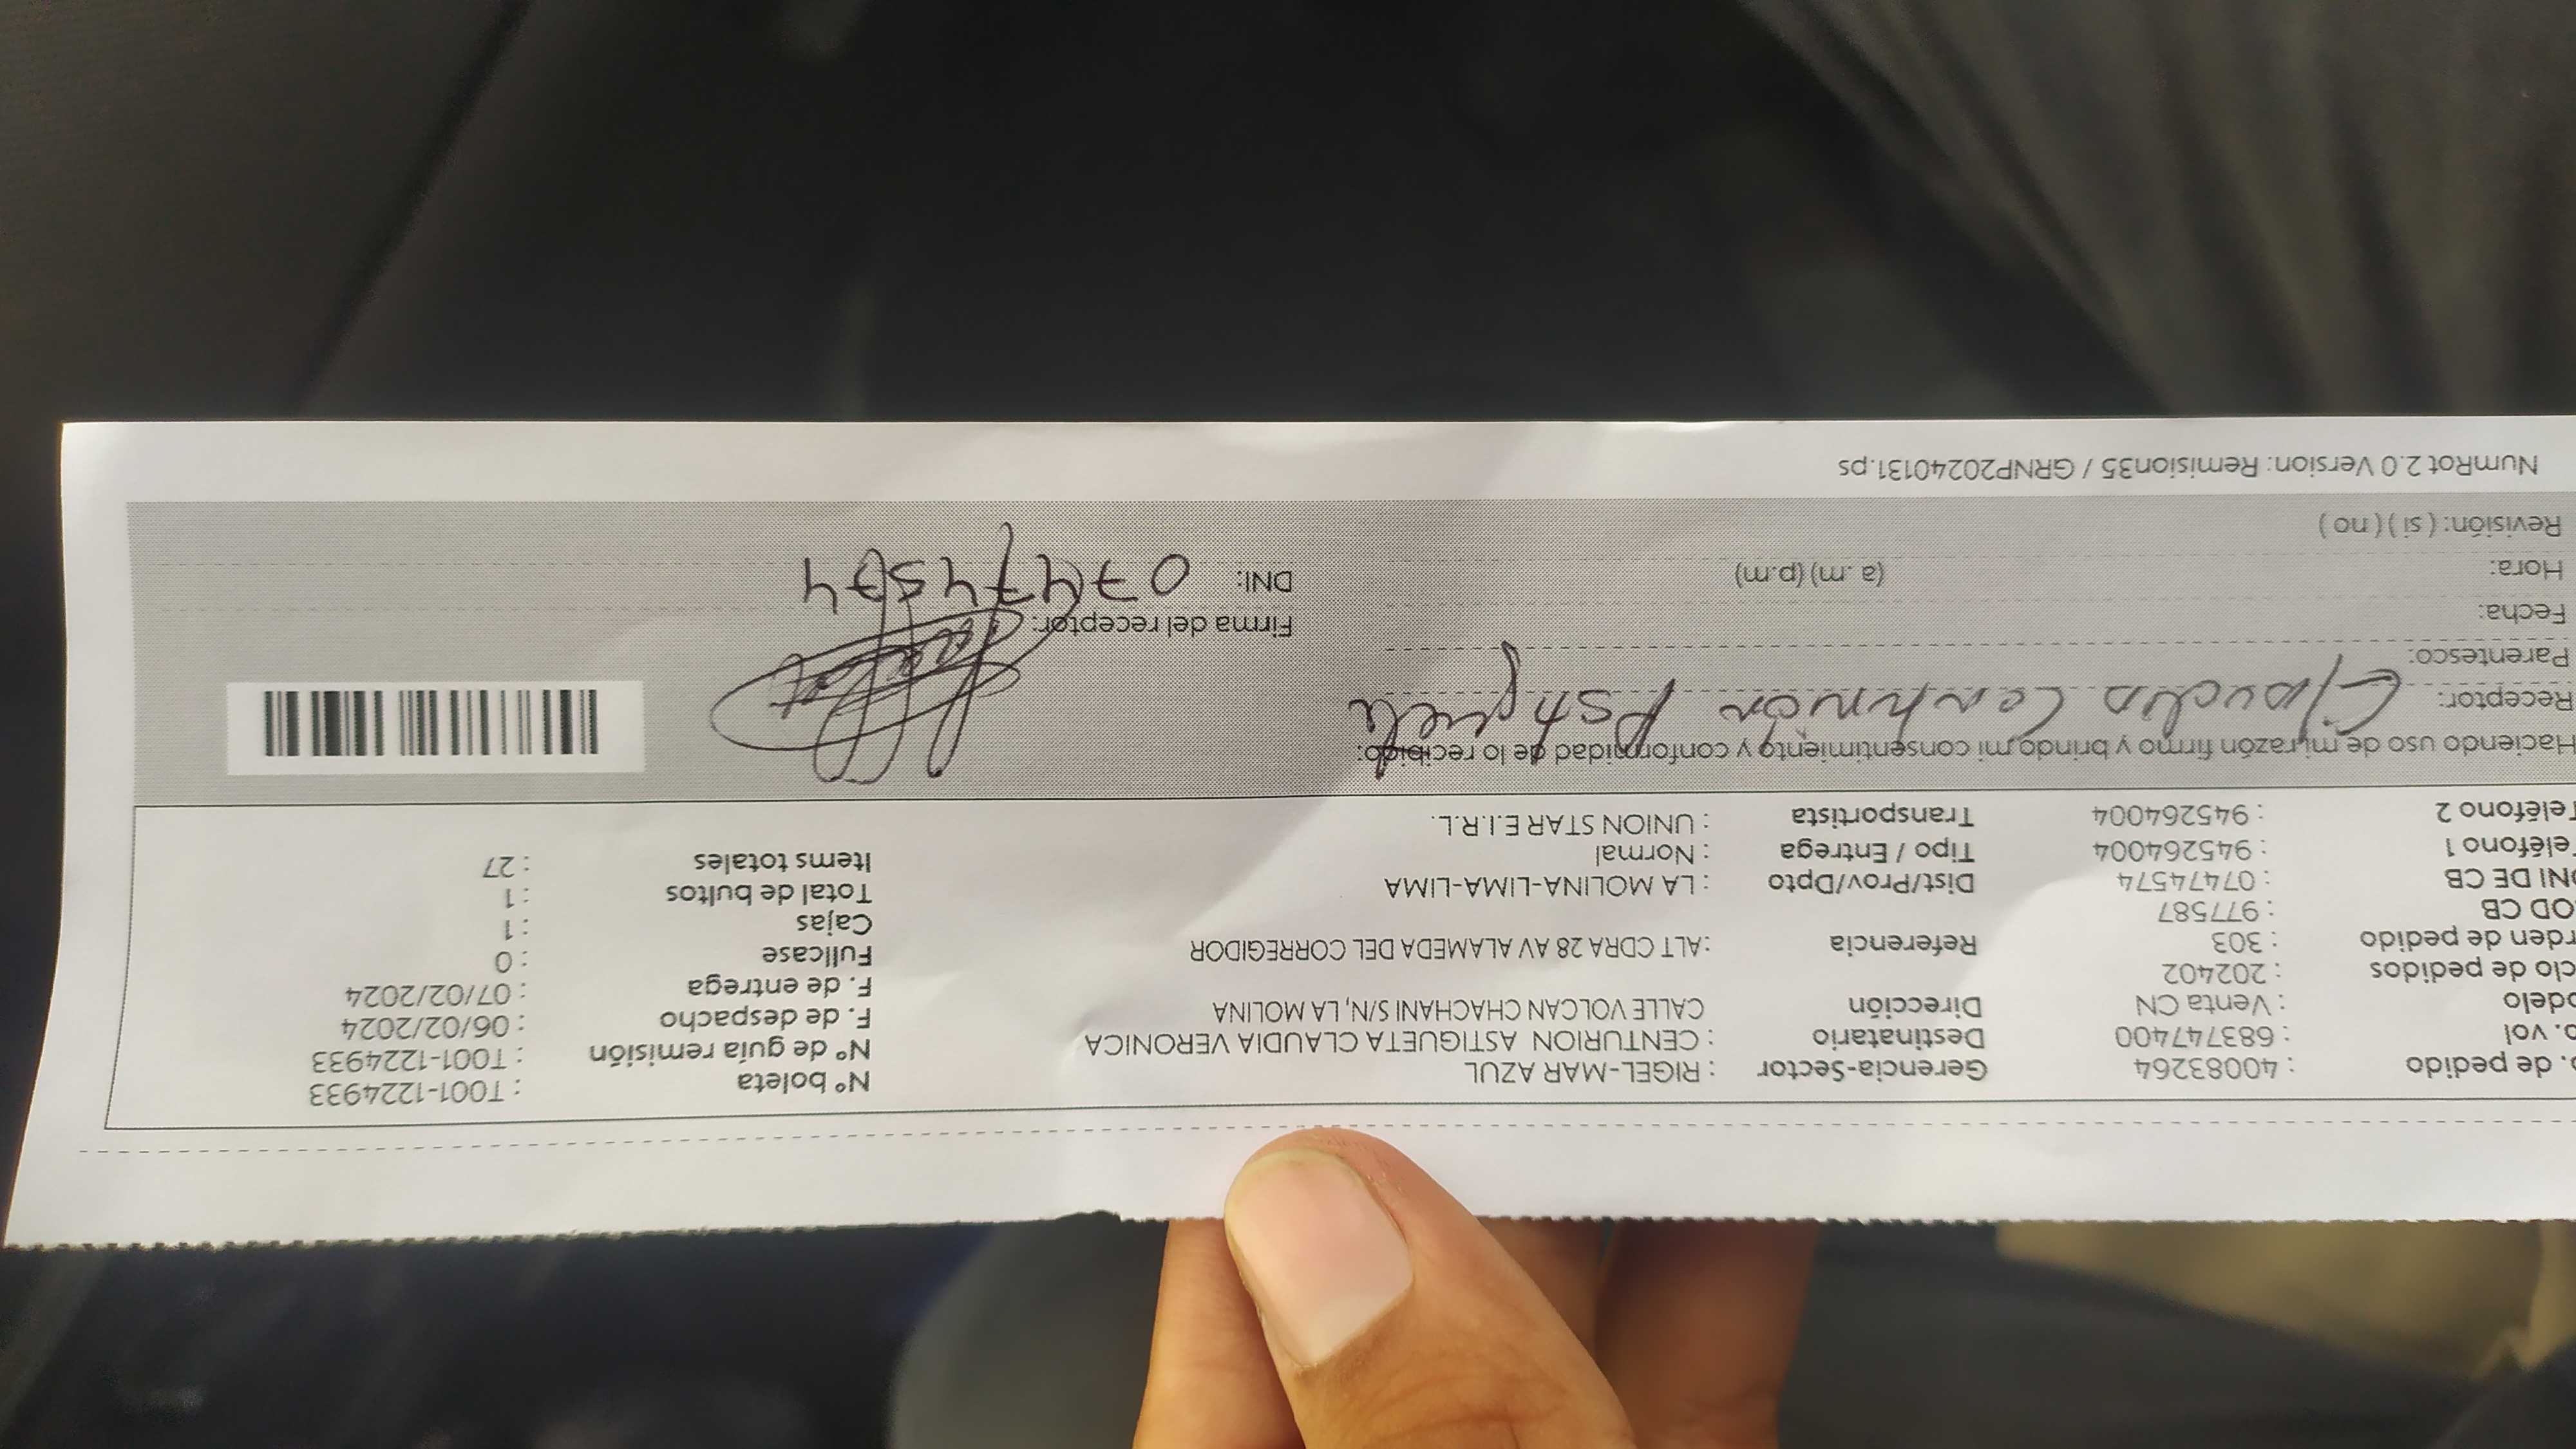 o. de pedido : 40083264 Gerencia-Sector : RIGEL-MAR AZUL Nº boleta : T001-1224933
o. vol : 683747400 Destinatario : CENTURION ASTIGUETA CLAUDIA VERONICA Nº de guía remisión : T001-1224933
odelo : Venta CN Dirección CALLE VOLCAN CHACHANI S/N, LA MOLINA F. de despacho : 06/02/2024
clo de pedidos : 202402 F. de entrega : 07/02/2024
rden de pedido : 303 Referencia : ALT CDRA 28 AV ALAMEDA DEL CORREGIDOR Fullcase : 0
OD CB : 977587 Cajas : 1
NI DE CB : 07474574 Dist/Prov/Dpto : LA MOLINA-LIMA-LIMA Total de bultos : 1
eléfono 1 : 945264004 Tipo / Entrega : Normal Items totales : 27
eléfono 2 : 945264004 Transportista : UNION STAR E.I.R.L.
Haciendo uso de mi razón firmo y brindo mi consentimiento y conformidad de lo recibido:
Receptor: Claudia Centurion Astigueta
Parentesco:
Fecha: Firma del receptor:
Hora: (a .m) (p.m) DNI: 07474574
Revisión: ( si ) ( no )
NumRot 2.0 Version: Remision35 / GRNP20240131.ps